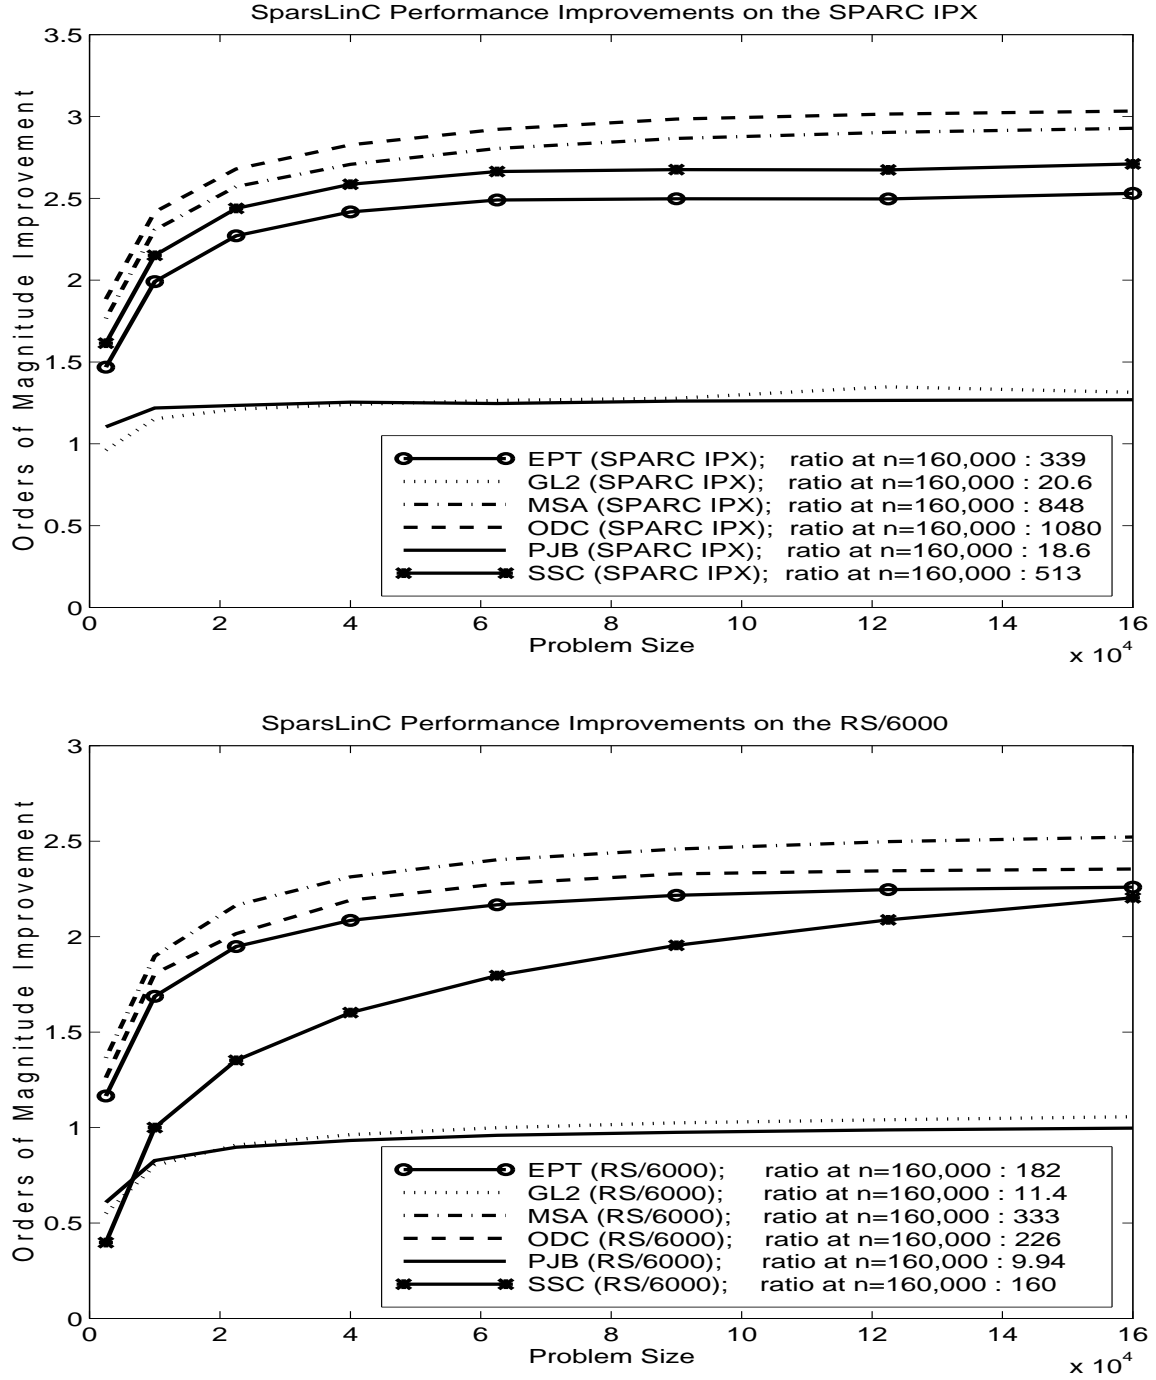 SparsLinC Performance Improvements on the SPARC IPX
Orders of Magnitude Improvement
3.5
3
2.5
2
1.5
1
0.5
0
EPT (SPARC IPX); ratio at n=160,000 : 339
GL2 (SPARC IPX); ratio at n=160,000 : 20.6
MSA (SPARC IPX); ratio at n=160,000 : 848
ODC (SPARC IPX); ratio at n=160,000 : 1080
PJB (SPARC IPX); ratio at n=160,000 : 18.6
SSC (SPARC IPX); ratio at n=160,000 : 513
0 2 4 6 8 10 12 14 16
Problem Size
x 10^4
SparsLinC Performance Improvements on the RS/6000
Orders of Magnitude Improvement
3
2.5
2
1.5
1
0.5
0
EPT (RS/6000); ratio at n=160,000 : 182
GL2 (RS/6000); ratio at n=160,000 : 11.4
MSA (RS/6000); ratio at n=160,000 : 333
ODC (RS/6000); ratio at n=160,000 : 226
PJB (RS/6000); ratio at n=160,000 : 9.94
SSC (RS/6000); ratio at n=160,000 : 160
0 2 4 6 8 10 12 14 16
Problem Size
x 10^4